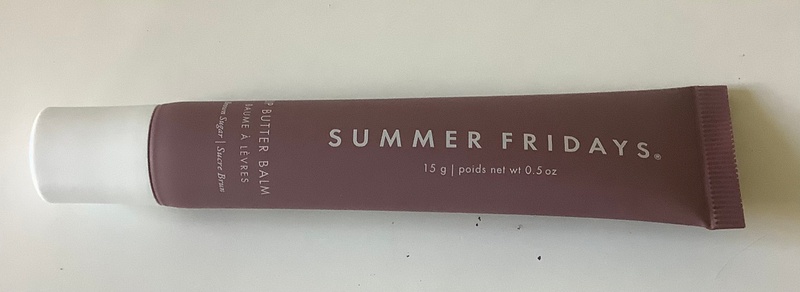 SUMMER FRIDAYS®
15 g | poids net wt 0.5 oz
P BUTTER BALM
BAUME À LÈVRES
Sugar | Sucre Brun